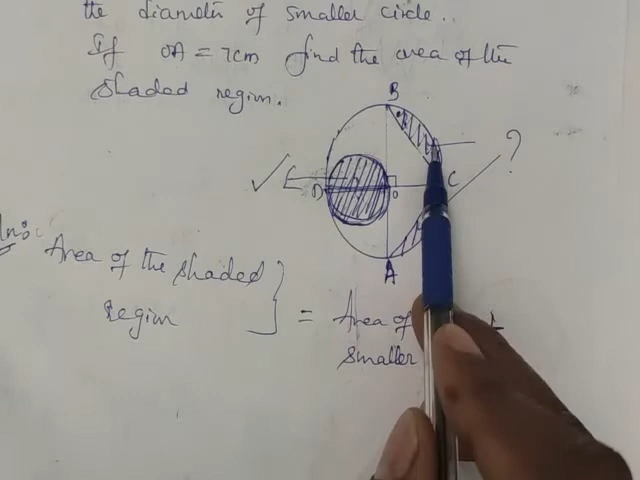 the diameter of smaller circle..
If OA = 7cm find the area of the
Shaded region.
B
?
D
O
C
A
Area of the shaded
region
= Area of
smaller